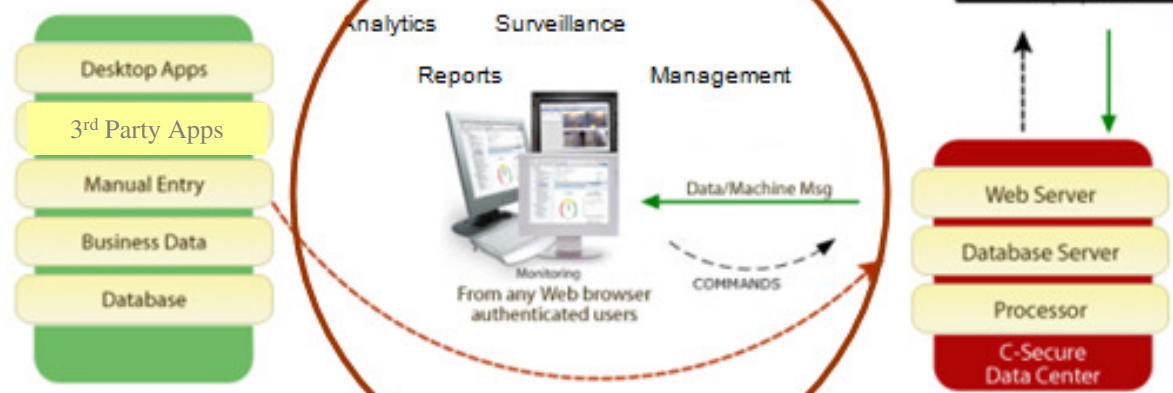 Analytics Surveillance
Reports Management
Desktop Apps
3rd Party Apps
Manual Entry
Business Data
Database
Data/Machine Msg
COMMANDS
Monitoring
From any Web browser
authenticated users
Web Server
Database Server
Processor
C-Secure
Data Center